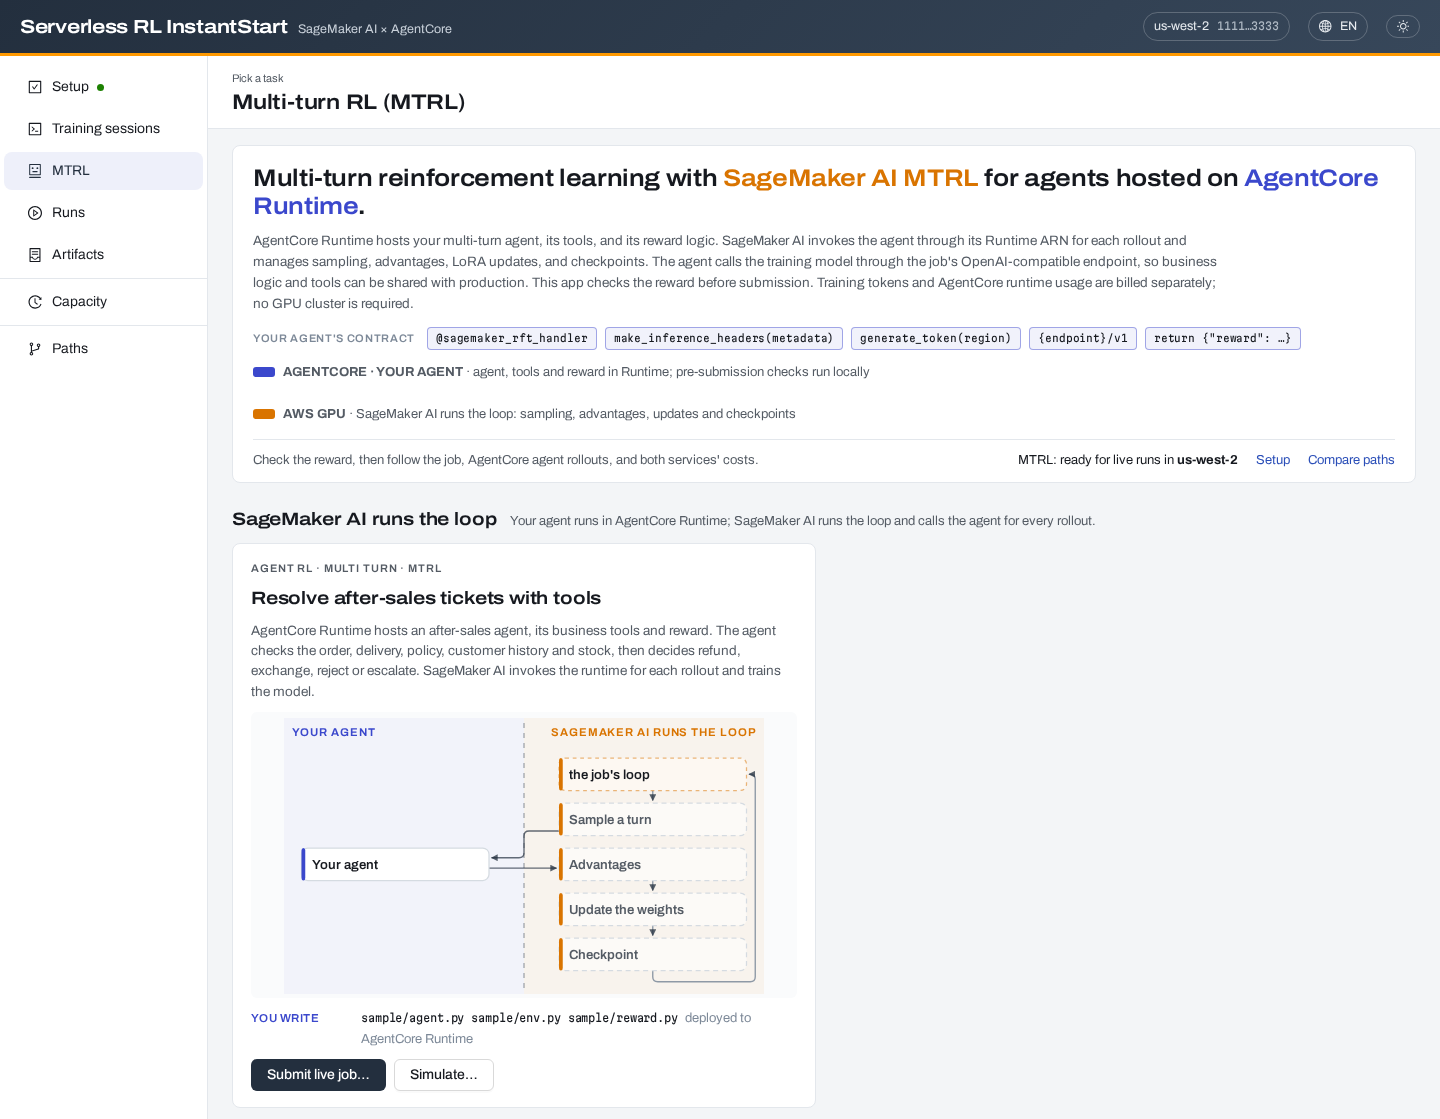 Serverless RL InstantStart SageMaker AI × AgentCore us-west-2 1111…3333 EN
Setup
Training sessions
MTRL
Runs
Artifacts
Capacity
Paths
Pick a task
Multi-turn RL (MTRL)
Multi-turn reinforcement learning with SageMaker AI MTRL for agents hosted on AgentCore
Runtime.
AgentCore Runtime hosts your multi-turn agent, its tools, and its reward logic. SageMaker AI invokes the agent through its Runtime ARN for each rollout and
manages sampling, advantages, LoRA updates, and checkpoints. The agent calls the training model through the job's OpenAI-compatible endpoint, so business
logic and tools can be shared with production. This app checks the reward before submission. Training tokens and AgentCore runtime usage are billed separately;
no GPU cluster is required.
YOUR AGENT'S CONTRACT @sagemaker_rft_handler make_inference_headers(metadata) generate_token(region) {endpoint}/v1 return {"reward": …}
AGENTCORE · YOUR AGENT · agent, tools and reward in Runtime; pre-submission checks run locally
AWS GPU · SageMaker AI runs the loop: sampling, advantages, updates and checkpoints
Check the reward, then follow the job, AgentCore agent rollouts, and both services' costs. MTRL: ready for live runs in us-west-2 Setup Compare paths
SageMaker AI runs the loop Your agent runs in AgentCore Runtime; SageMaker AI runs the loop and calls the agent for every rollout.
AGENT RL · MULTI TURN · MTRL
Resolve after-sales tickets with tools
AgentCore Runtime hosts an after-sales agent, its business tools and reward. The agent
checks the order, delivery, policy, customer history and stock, then decides refund,
exchange, reject or escalate. SageMaker AI invokes the runtime for each rollout and trains
the model.
YOUR AGENT SAGEMAKER AI RUNS THE LOOP
the job's loop
Sample a turn
Your agent Advantages
Update the weights
Checkpoint
YOU WRITE sample/agent.py sample/env.py sample/reward.py deployed to
AgentCore Runtime
Submit live job… Simulate…